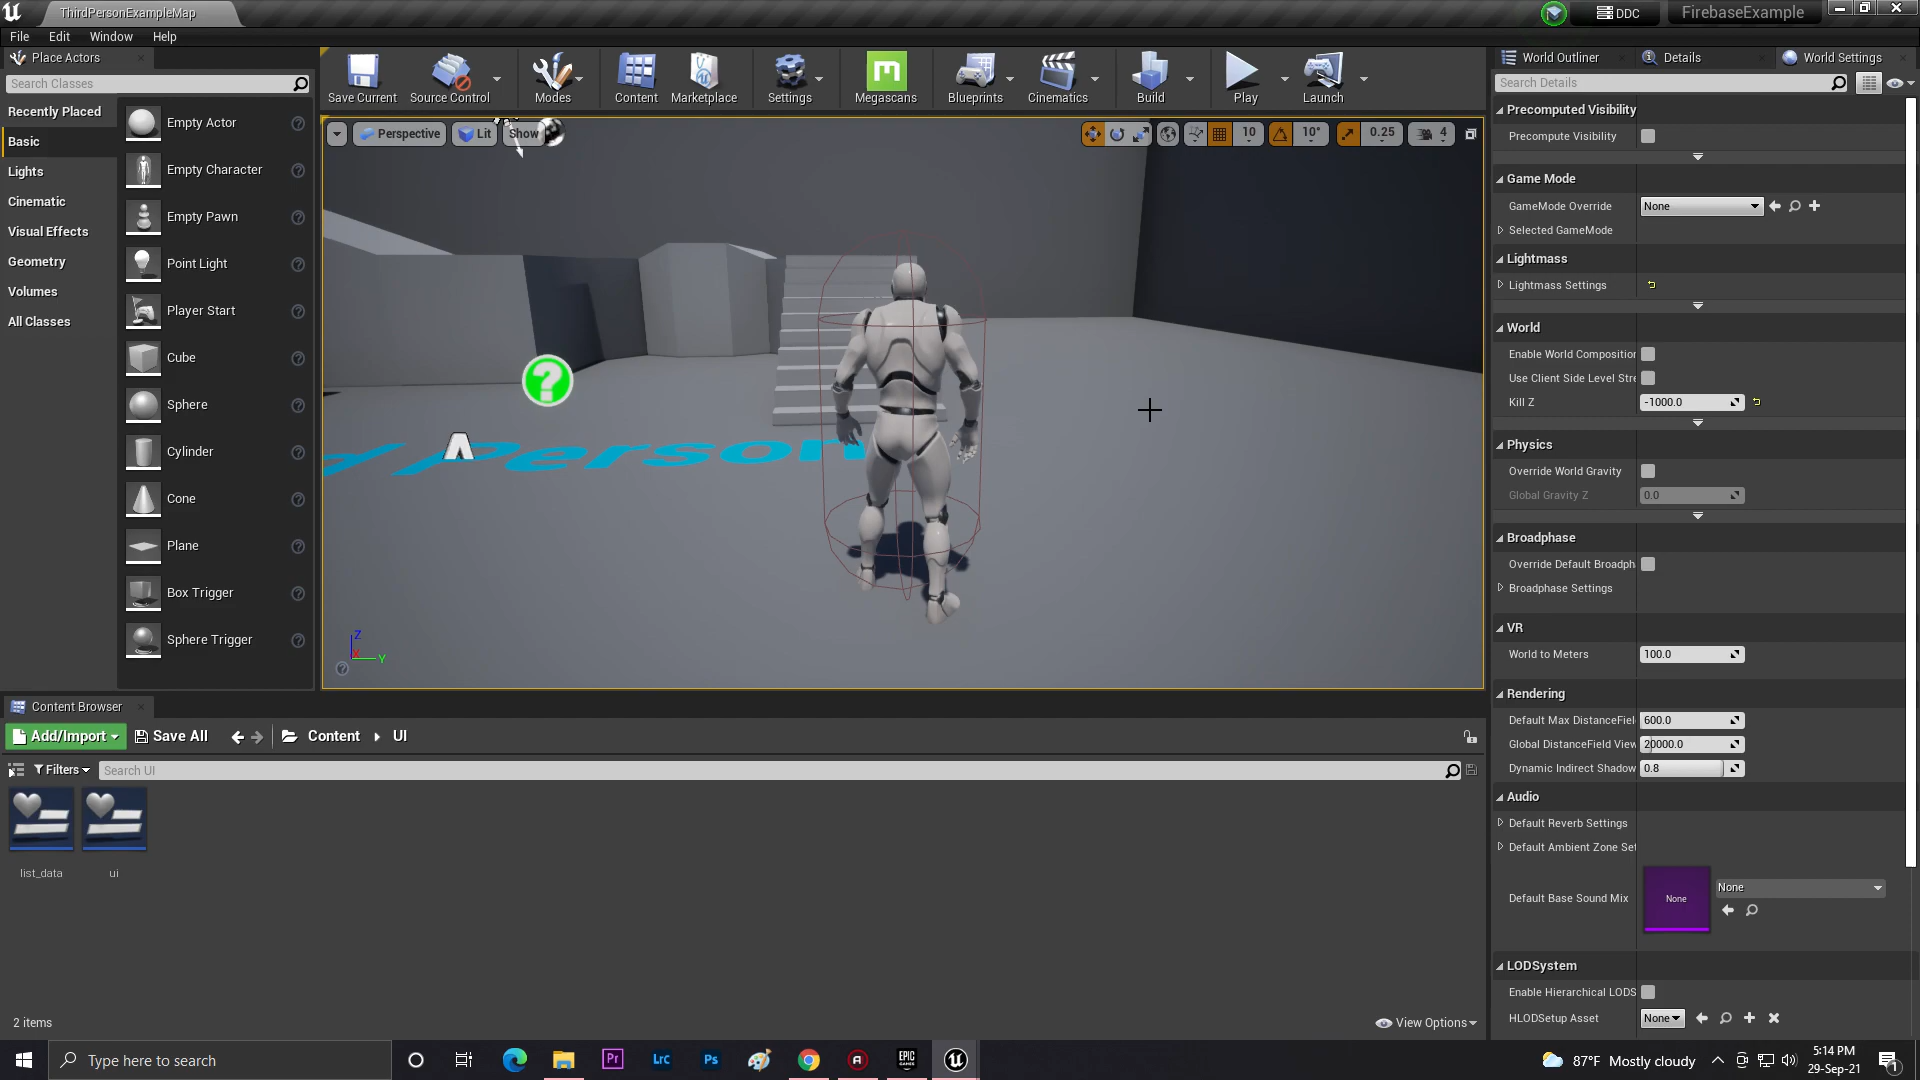 ThirdPersonExampleMap
DDC
FirebaseExample
File Edit Window Help
Place Actors
Search Classes
Recently Placed
Basic
Lights
Cinematic
Visual Effects
Geometry
Volumes
All Classes
Empty Actor
Empty Character
Empty Pawn
Point Light
Player Start
Cube
Sphere
Cylinder
Cone
Plane
Box Trigger
Sphere Trigger
Save Current
Source Control
Modes
Content
Marketplace
Settings
Megascans
Blueprints
Cinematics
Build
Play
Launch
Perspective
Lit
Show
10
10°
0.25
4
Person
Z
X
Y
World Outliner
Details
World Settings
Search Details
Precomputed Visibility
Precompute Visibility
Game Mode
GameMode Override None
Selected GameMode
Lightmass
Lightmass Settings
World
Enable World Composition
Use Client Side Level Stre
Kill Z -1000.0
Physics
Override World Gravity
Global Gravity Z 0.0
Broadphase
Override Default Broadph
Broadphase Settings
VR
World to Meters 100.0
Rendering
Default Max DistanceField 600.0
Global DistanceField View 20000.0
Dynamic Indirect Shadow 0.8
Audio
Default Reverb Settings
Default Ambient Zone Set
Default Base Sound Mix None None
LODSystem
Enable Hierarchical LODS
HLODSetup Asset None
Content Browser
Add/Import Save All Content UI
Filters Search UI
list_data
ui
2 items
View Options
Type here to search
Pr
Lrc
Ps
EPIC GAMES
87°F Mostly cloudy
5:14 PM
29-Sep-21
1